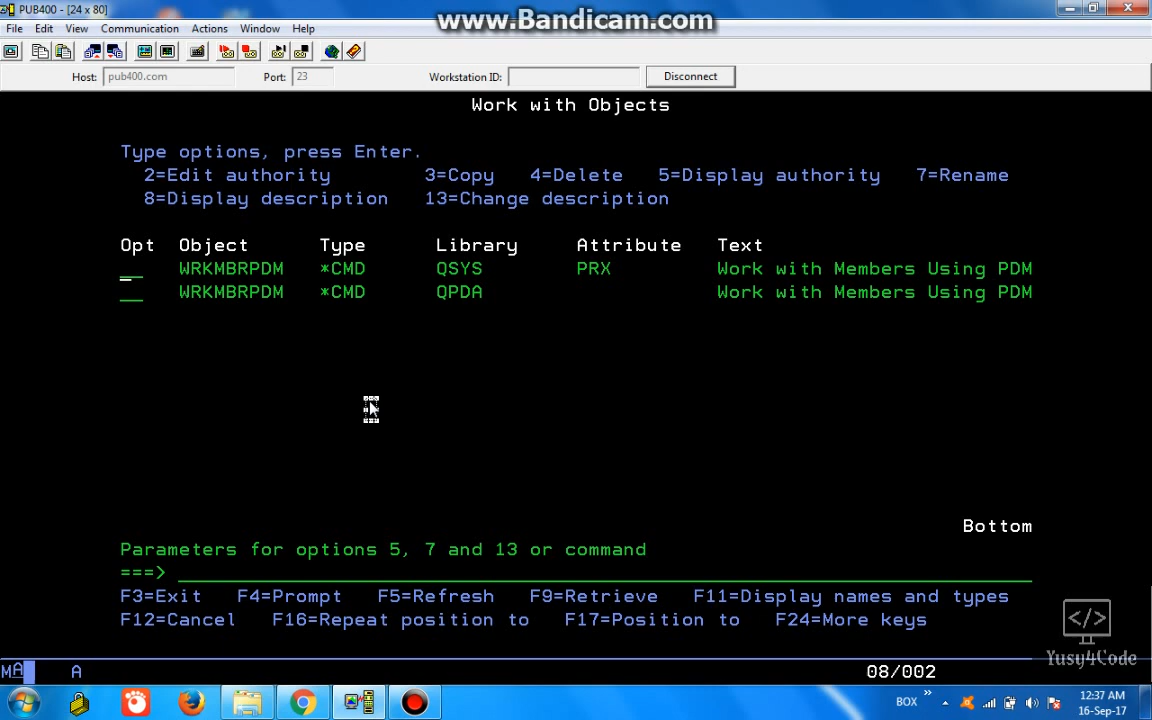 PUB400 - [24 x 80]
www.Bandicam.com
File Edit View Communication Actions Window Help
Host: pub400.com Port: 23 Workstation ID: Disconnect
Work with Objects
Type options, press Enter.
2=Edit authority 3=Copy 4=Delete 5=Display authority 7=Rename
8=Display description 13=Change description
Opt Object Type Library Attribute Text
WRKMBRPDM *CMD QSYS PRX Work with Members Using PDM
WRKMBRPDM *CMD QPDA Work with Members Using PDM
Bottom
Parameters for options 5, 7 and 13 or command
===>
F3=Exit F4=Prompt F5=Refresh F9=Retrieve F11=Display names and types
F12=Cancel F16=Repeat position to F17=Position to F24=More keys
</>
Yusy4Code
MA A 08/002
BOX » 12:37 AM
16-Sep-17